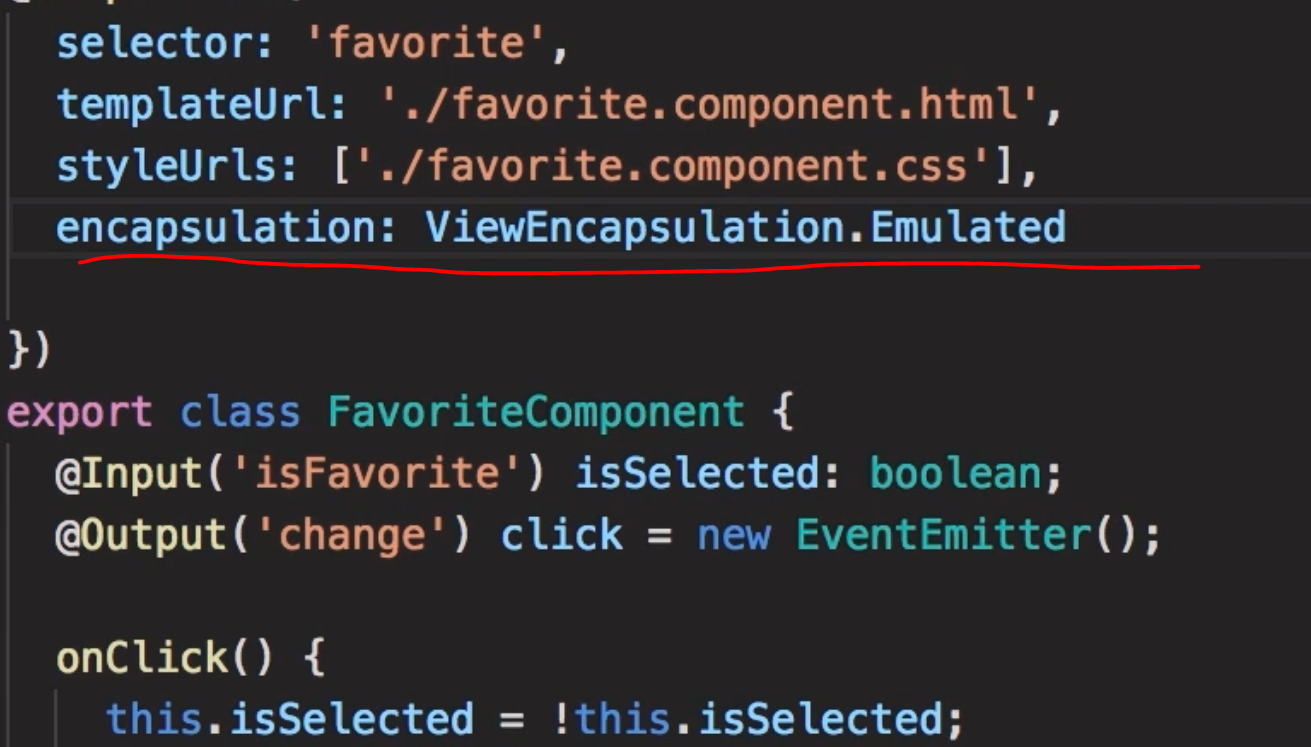 selector: 'favorite',
templateUrl: './favorite.component.html',
styleUrls: ['./favorite.component.css'],
encapsulation: ViewEncapsulation.Emulated
})
export class FavoriteComponent {
@Input('isFavorite') isSelected: boolean;
@Output('change') click = new EventEmitter();
onClick() {
this.isSelected = !this.isSelected;